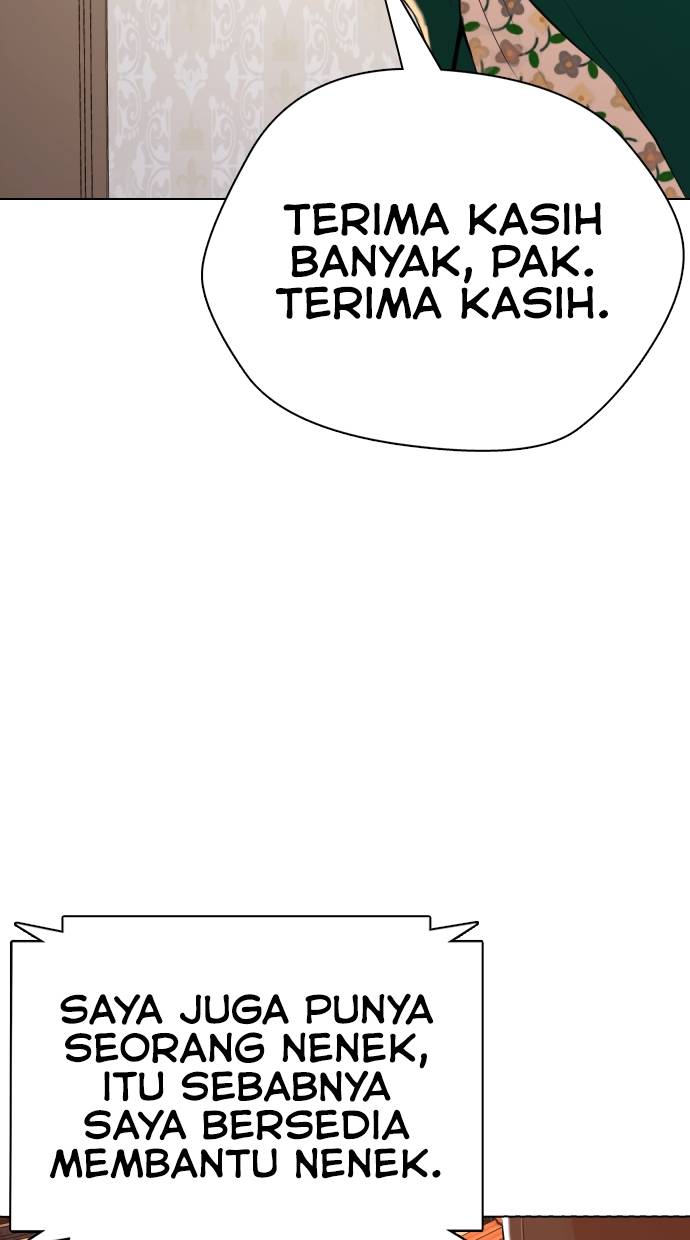 TERIMA KASIH
BANYAK, PAK.
TERIMA KASIH.
SAYA JUGA PUNYA
SEORANG NENEK,
ITU SEBABNYA
SAYA BERSEDIA
MEMBANTU NENEK.